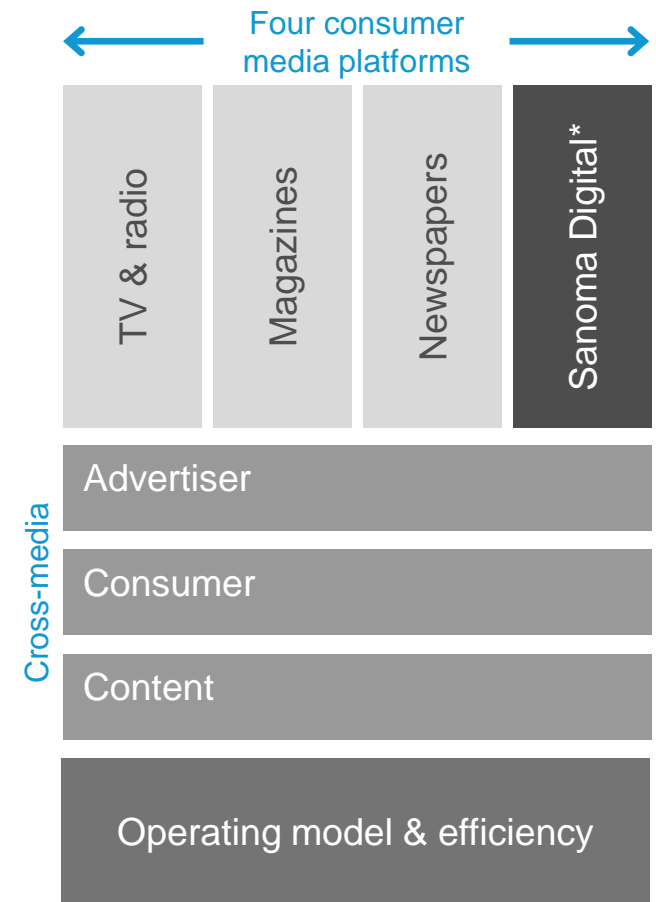 Four consumer
media platforms
TV & radio
Magazines
Newspapers
Sanoma Digital*
Cross-media
Advertiser
Consumer
Content
Operating model & efficiency